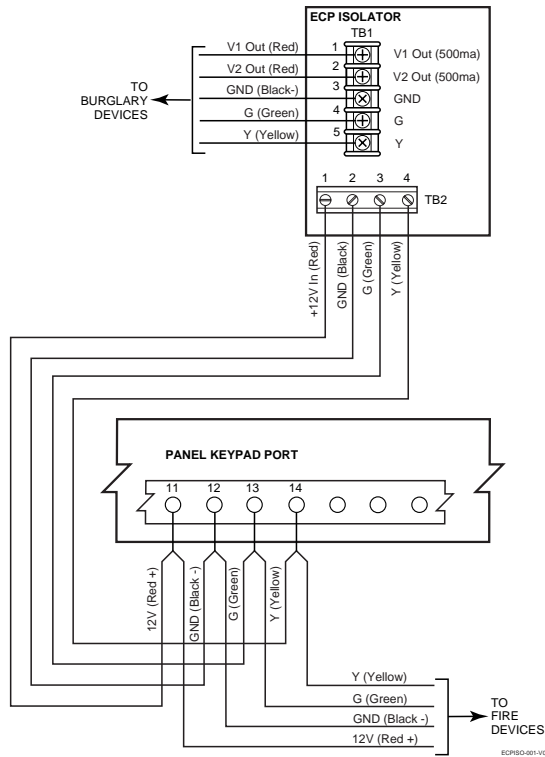 ECP ISOLATOR
TB1
V1 Out (Red)
1
V1 Out (500ma)
V2 Out (Red)
2
V2 Out (500ma)
GND (Black-)
3
GND
G (Green)
4
G
Y (Yellow)
5
Y
TO
BURGLARY
DEVICES
1 2 3 4
TB2
+12V In (Red)
GND (Black)
G (Green)
Y (Yellow)
PANEL KEYPAD PORT
11 12 13 14
12V (Red +)
GND (Black -)
G (Green)
Y (Yellow)
Y (Yellow)
G (Green)
GND (Black -)
12V (Red +)
TO
FIRE
DEVICES